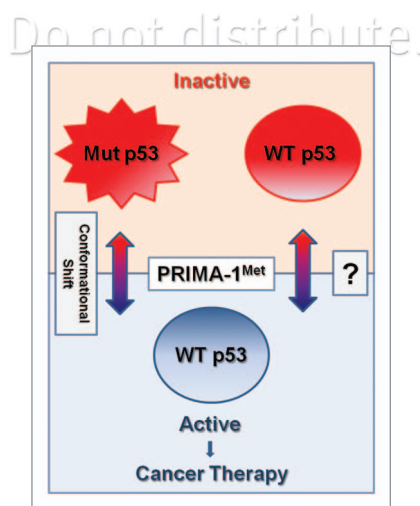 Do not distribute.
Inactive
Mut p53
WT p53
Conformational
Shift
PRIMA-1Met
?
WT p53
Active
Cancer Therapy